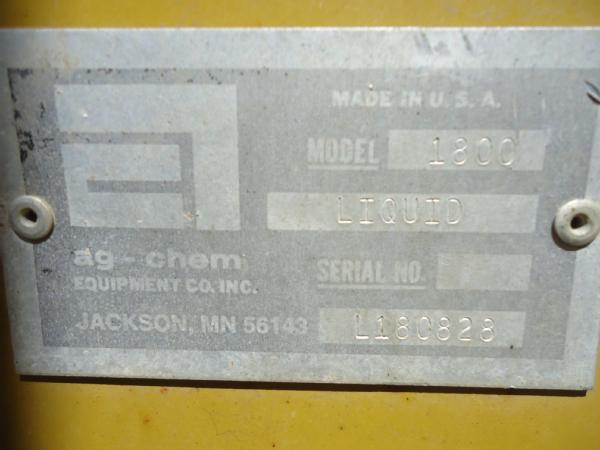 MADE IN U.S.A.
MODEL 1800
LIQUID
ag-chem
EQUIPMENT CO. INC.
SERIAL NO.
JACKSON, MN 56143
L180828